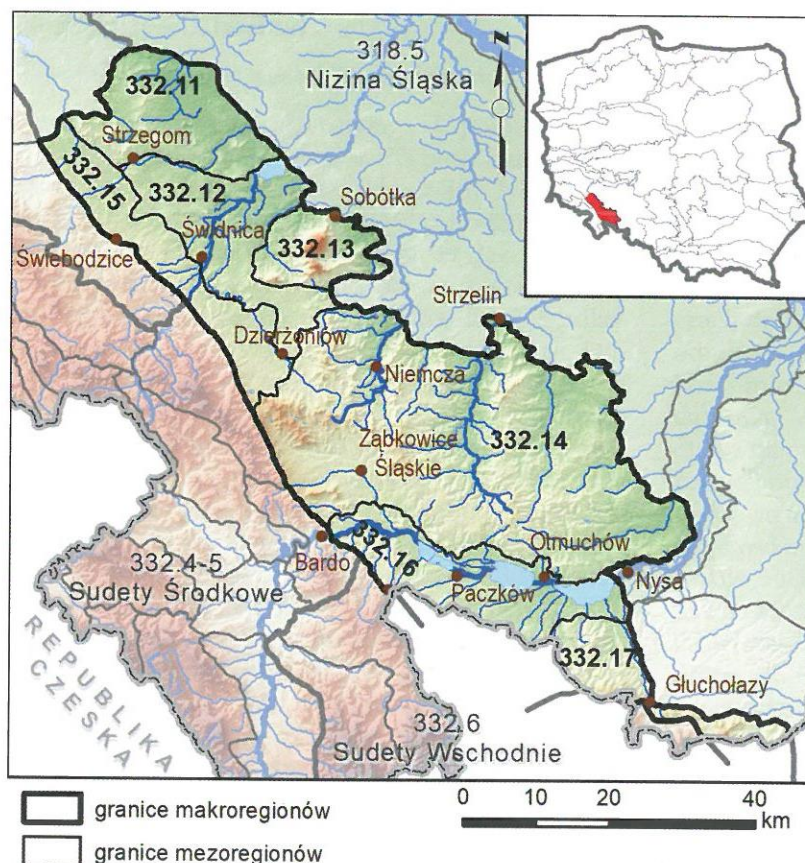 318.5
Nizina Śląska
N
332.11
Strzegom
332.15
332.12
Sobótka
Świdnica
332.13
Świebodzice
Strzelin
Dzierżoniów
Niemcza
332.14
Ząbkowice
Śląskie
332.16
Otmuchów
Bardo
332.4-5
Sudety Środkowe
Paczków
Nysa
REPUBLIKA
CZESKA
332.17
Głuchołazy
332.6
Sudety Wschodnie
granice makroregionów
0 10 20 30 40
km
granice mezoregionów